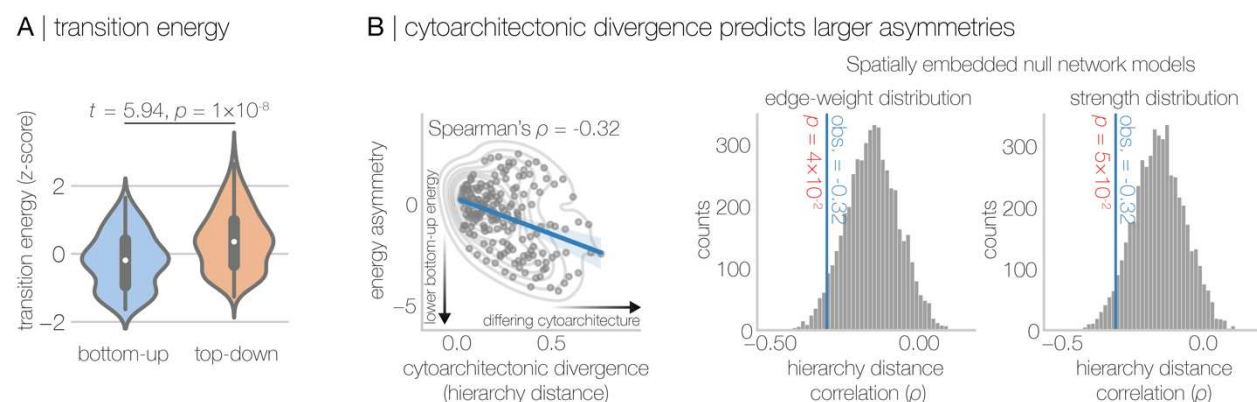 A | transition energy
t = 5.94, p = 1×10⁻⁸
transition energy (z-score)
2
0
−2
bottom-up
top-down
B | cytoarchitectonic divergence predicts larger asymmetries
Spearman's ρ = -0.32
energy asymmetry
0
−5
lower bottom-up energy
differing cytoarchitecture
0.0
0.5
cytoarchitectonic divergence
(hierarchy distance)
Spatially embedded null network models
edge-weight distribution
counts
300
200
100
0
p = 4×10⁻²
obs. = -0.32
−0.50
0.00
hierarchy distance
correlation (ρ)
strength distribution
counts
300
200
100
0
p = 5×10⁻²
obs. = -0.32
−0.5
0.0
hierarchy distance
correlation (ρ)